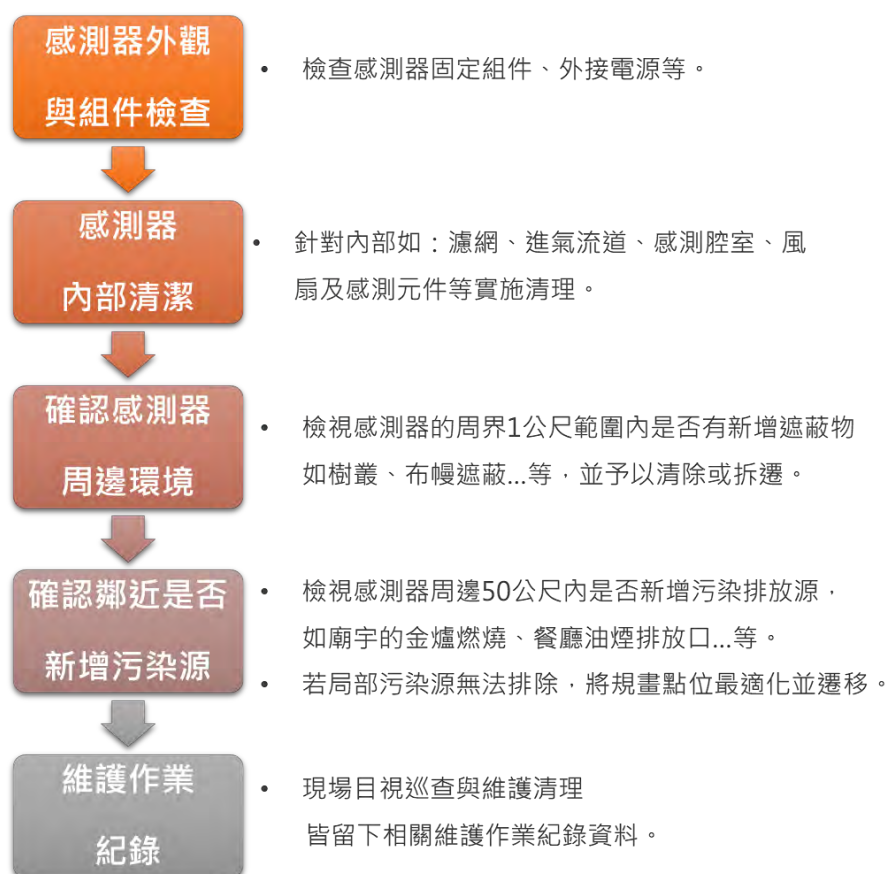 感測器外觀
與組件檢查
• 檢查感測器固定組件、外接電源等。
感測器
內部清潔
• 針對內部如：濾網、進氣流道、感測腔室、風
扇及感測元件等實施清理。
確認感測器
周邊環境
• 檢視感測器的周界1公尺範圍內是否有新增遮蔽物
如樹叢、布幔遮蔽...等，並予以清除或拆遷。
確認鄰近是否
新增污染源
• 檢視感測器周邊50公尺內是否新增污染排放源，
如廟宇的金爐燃燒、餐廳油煙排放口...等。
• 若局部污染源無法排除，將規畫點位最適化並遷移。
維護作業
紀錄
• 現場目視巡查與維護清理
皆留下相關維護作業紀錄資料。